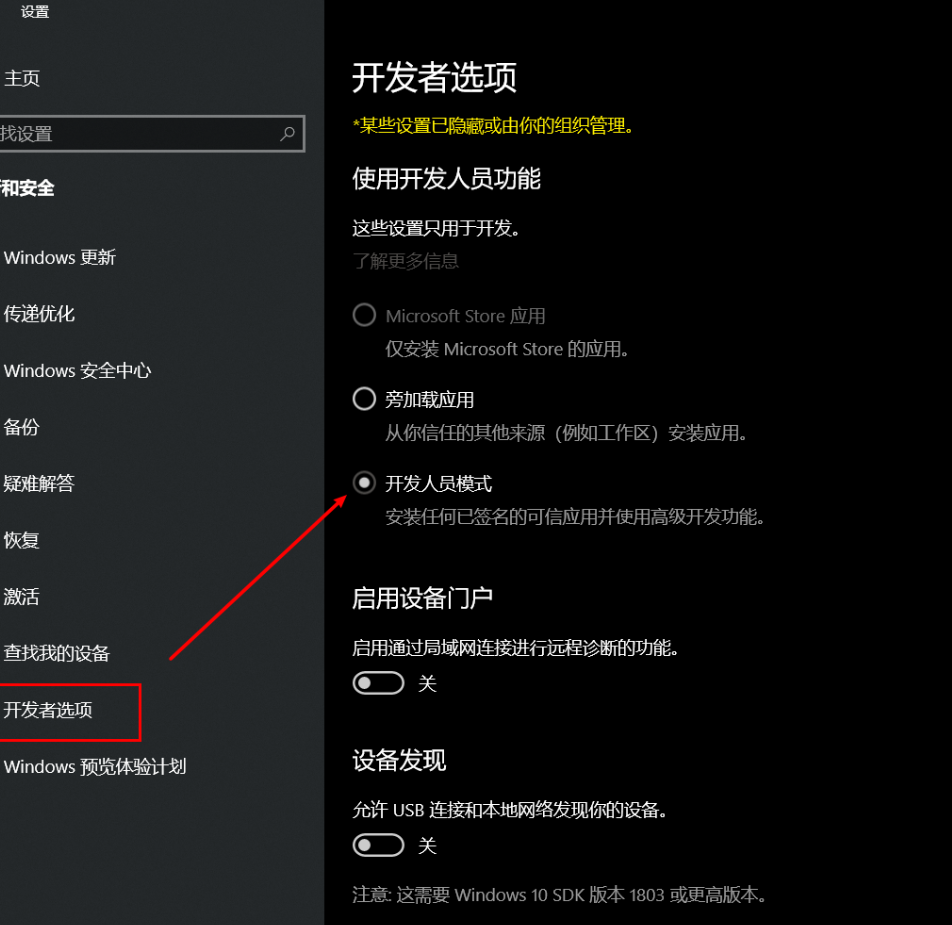 设置
主页
找设置
和安全
Windows 更新
传递优化
Windows 安全中心
备份
疑难解答
恢复
激活
查找我的设备
开发者选项
Windows 预览体验计划
开发者选项
*某些设置已隐藏或由你的组织管理。
使用开发人员功能
这些设置只用于开发。
了解更多信息
Microsoft Store 应用
仅安装 Microsoft Store 的应用。
旁加载应用
从你信任的其他来源（例如工作区）安装应用。
开发人员模式
安装任何已签名的可信应用并使用高级开发功能。
启用设备门户
启用通过局域网连接进行远程诊断的功能。
关
设备发现
允许 USB 连接和本地网络发现你的设备。
关
注意: 这需要 Windows 10 SDK 版本 1803 或更高版本。